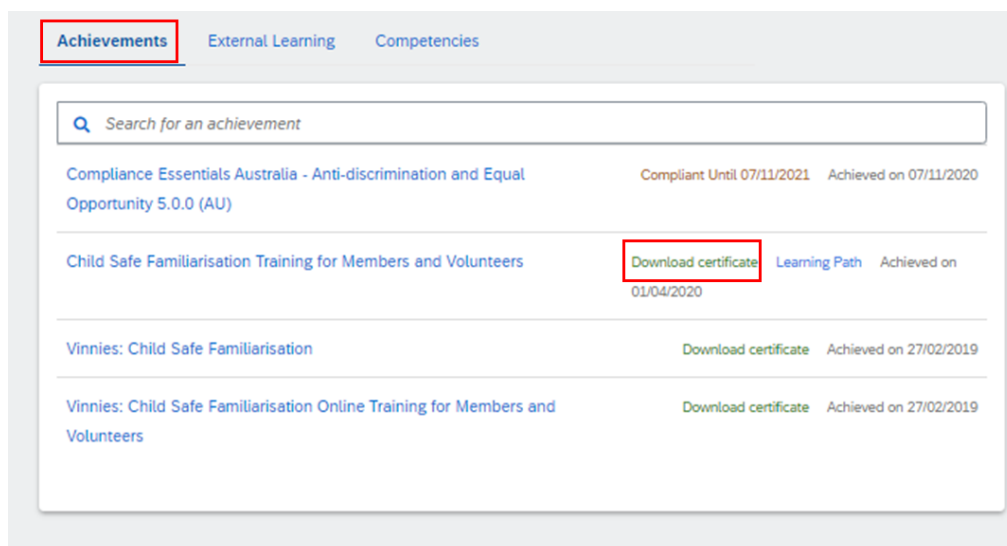 Achievements External Learning Competencies
Search for an achievement
Compliance Essentials Australia - Anti-discrimination and Equal Compliant Until 07/11/2021 Achieved on 07/11/2020
Opportunity 5.0.0 (AU)
Child Safe Familiarisation Training for Members and Volunteers Download certificate Learning Path Achieved on
01/04/2020
Vinnies: Child Safe Familiarisation Download certificate Achieved on 27/02/2019
Vinnies: Child Safe Familiarisation Online Training for Members and Download certificate Achieved on 27/02/2019
Volunteers